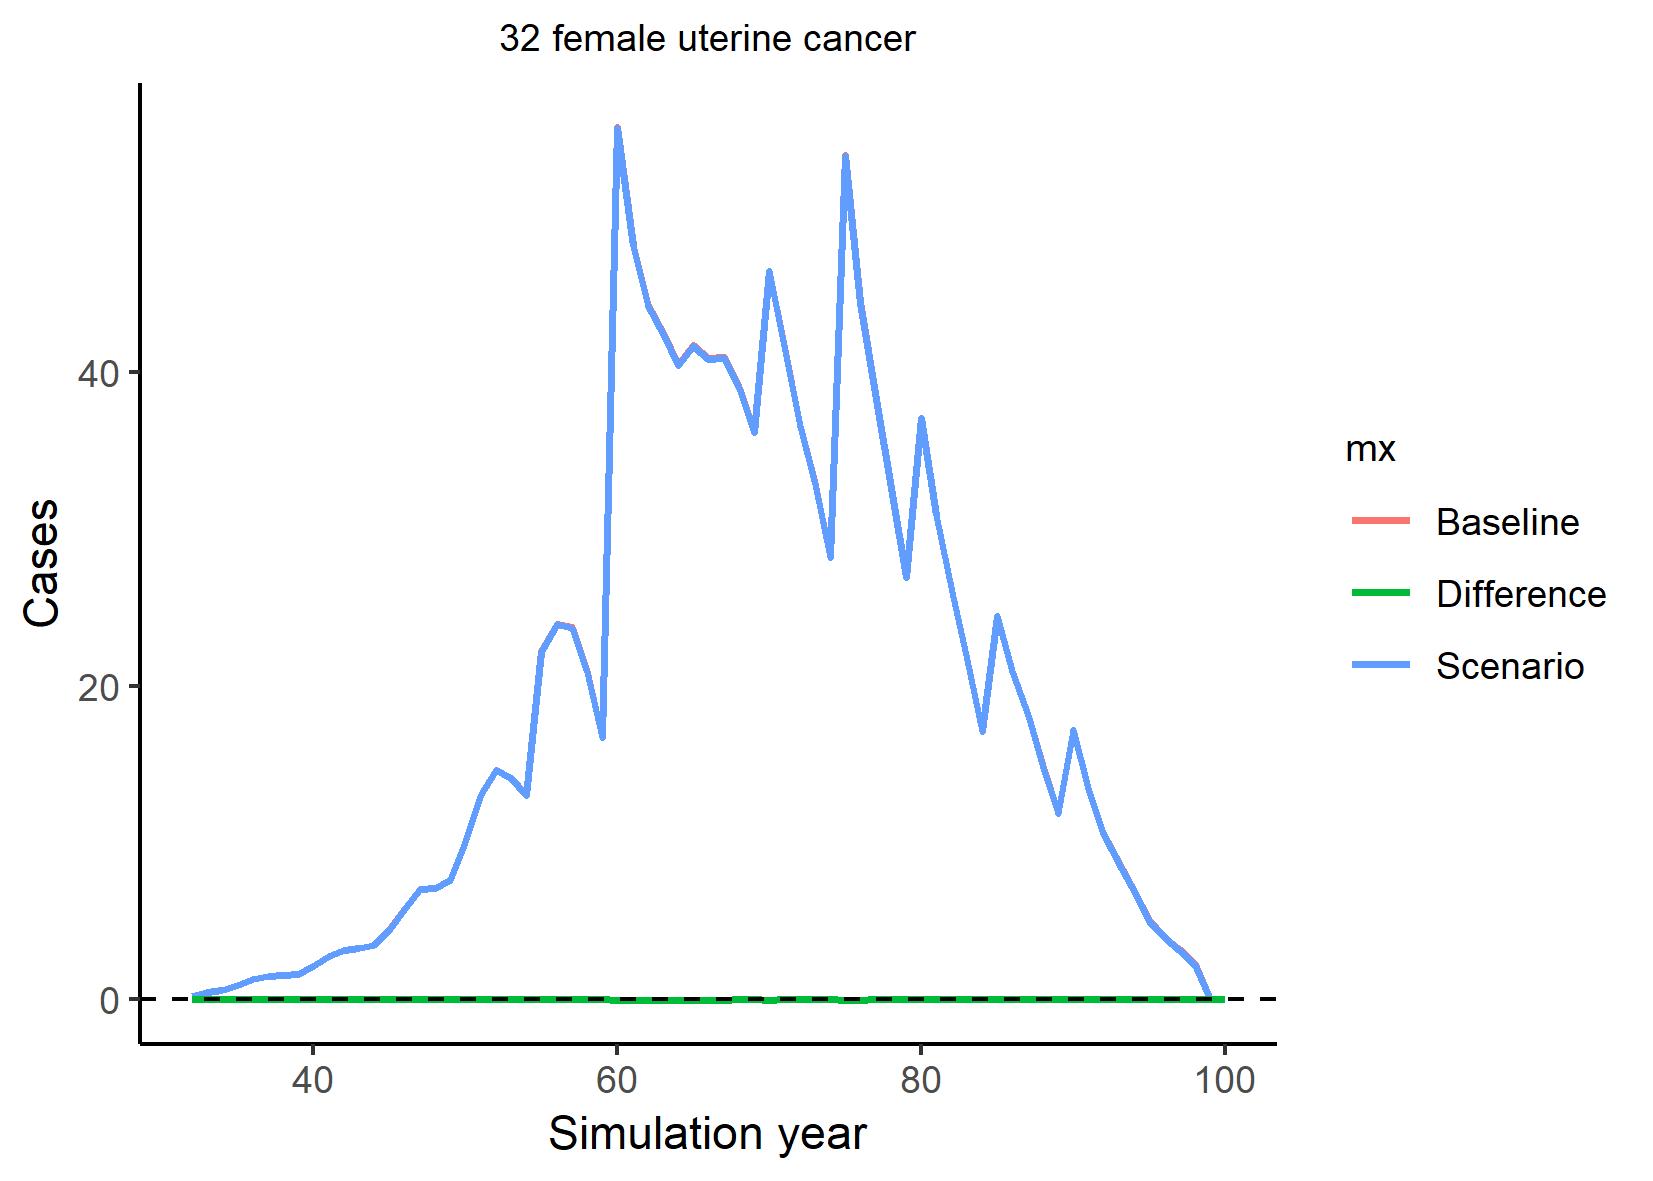 32 female uterine cancer
Cases
40
20
0
40 60 80 100
Simulation year
mx
Baseline
Difference
Scenario